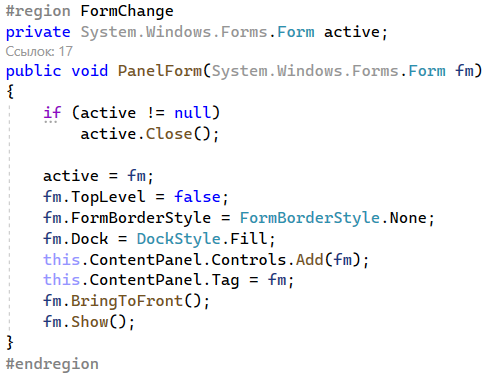 #region FormChange
private System.Windows.Forms.Form active;
Ссылок: 17
public void PanelForm(System.Windows.Forms.Form fm)
{
    if (active != null)
        active.Close();

    active = fm;
    fm.TopLevel = false;
    fm.FormBorderStyle = FormBorderStyle.None;
    fm.Dock = DockStyle.Fill;
    this.ContentPanel.Controls.Add(fm);
    this.ContentPanel.Tag = fm;
    fm.BringToFront();
    fm.Show();
}
#endregion